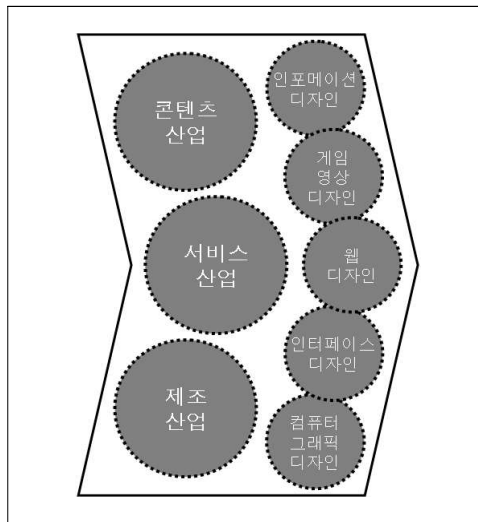 콘텐츠
산업
서비스
산업
제조
산업
인포메이션
디자인
게임
영상
디자인
웹
디자인
인터페이스
디자인
컴퓨터
그래픽
디자인